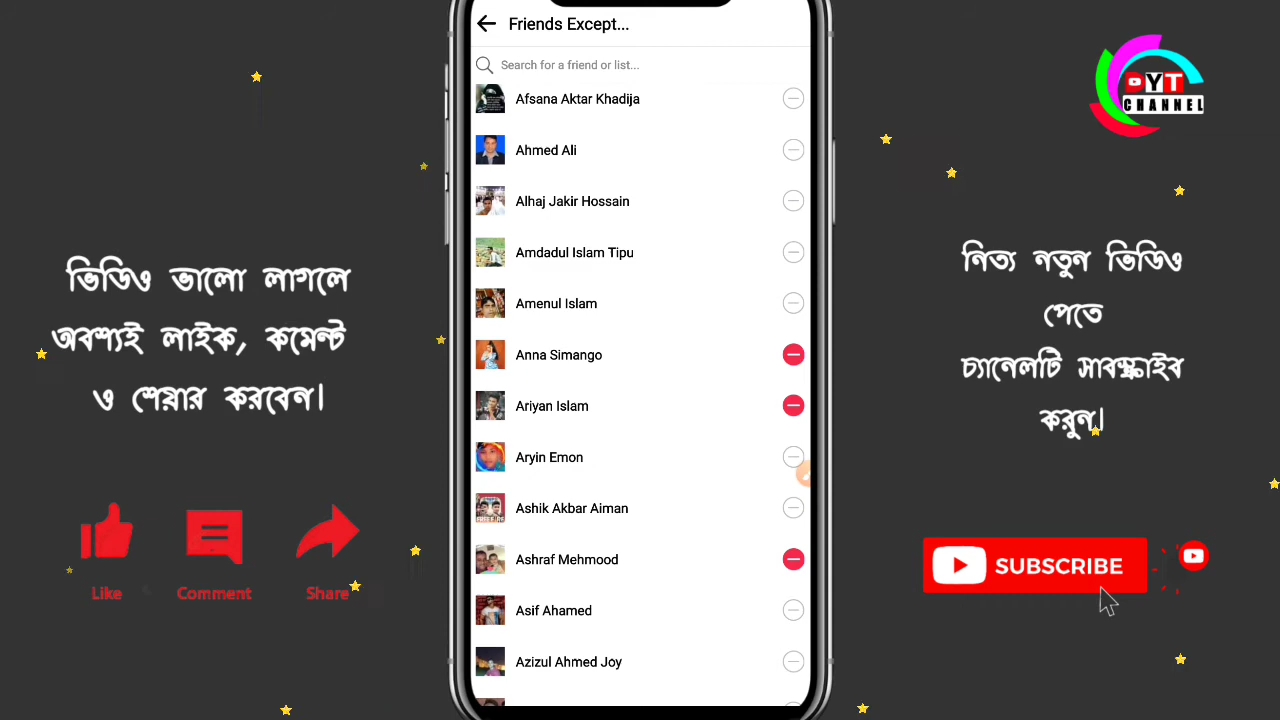 Friends Except...
Search for a friend or list...
Afsana Aktar Khadija
Ahmed Ali
Alhaj Jakir Hossain
Amdadul Islam Tipu
Amenul Islam
Anna Simango
Ariyan Islam
Aryin Emon
Ashik Akbar Aiman
Ashraf Mehmood
Asif Ahamed
Azizul Ahmed Joy
ভিডিও ভালো লাগলে
অবশ্যই লাইক, কমেন্ট
ও শেয়ার করবেন।
Like
Comment
Share
YT
CHANNEL
নিত্য নতুন ভিডিও
পেতে
চ্যানেলটি সাবস্ক্রাইব
করুন।
SUBSCRIBE